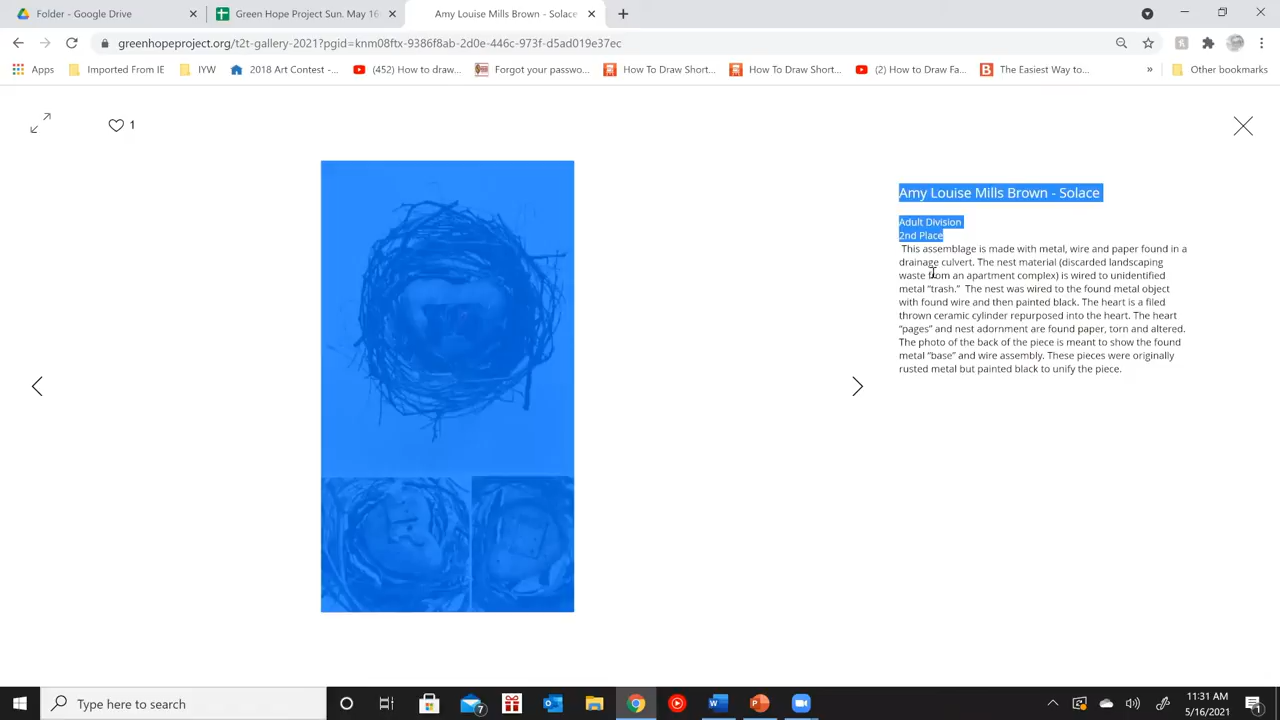 Folder - Google Drive
Green Hope Project Sun. May 16
Amy Louise Mills Brown - Solace
greenhopeproject.org/t2t-gallery-2021?pgid=knm08ftx-9386f8ab-2d0e-446c-973f-d5ad019e37ec
Apps
Imported From IE
IYW
2018 Art Contest -...
(452) How to draw...
Forgot your passwo...
How To Draw Short...
How To Draw Short...
(2) How to Draw Fa...
The Easiest Way to...
»
Other bookmarks
1
Amy Louise Mills Brown - Solace
Adult Division
2nd Place
This assemblage is made with metal, wire and paper found in a
drainage culvert. The nest material (discarded landscaping
waste from an apartment complex) is wired to unidentified
metal “trash.” The nest was wired to the found metal object
with found wire and then painted black. The heart is a filed
thrown ceramic cylinder repurposed into the heart. The heart
“pages” and nest adornment are found paper, torn and altered.
The photo of the back of the piece is meant to show the found
metal “base” and wire assembly. These pieces were originally
rusted metal but painted black to unify the piece.
Type here to search
7
11:31 AM
5/16/2021
1